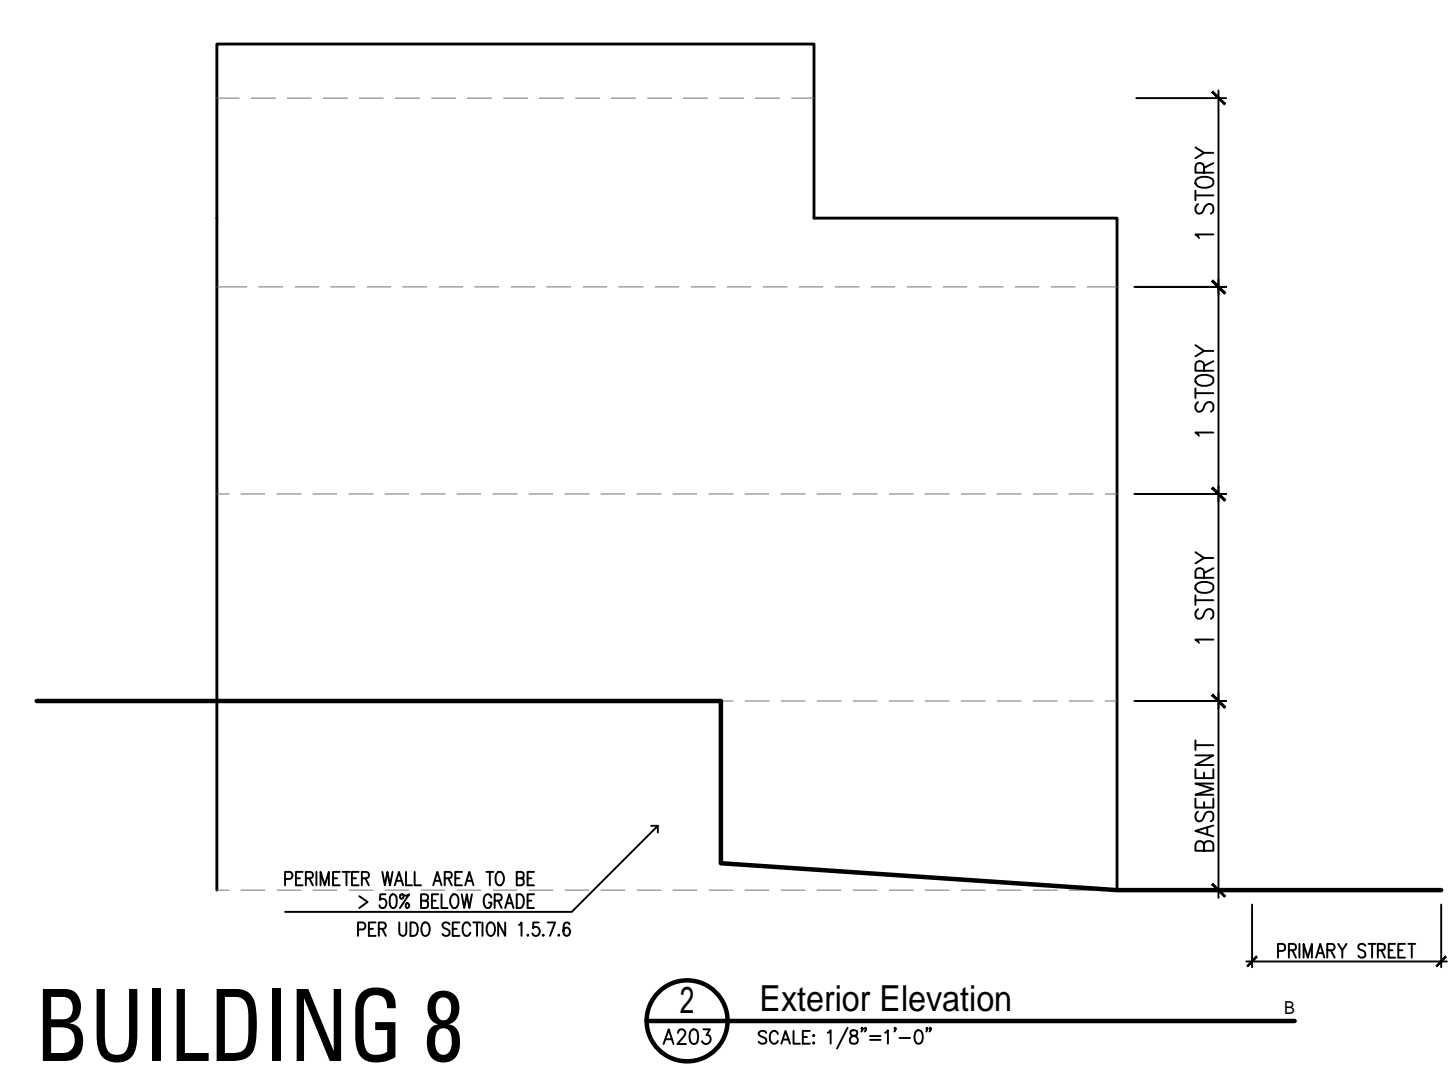 1 STORY
1 STORY
1 STORY
BASEMENT
PERIMETER WALL AREA TO BE
> 50% BELOW GRADE
PER UDO SECTION 1.5.7.6
PRIMARY STREET
BUILDING 8
2
A203
Exterior Elevation
B
SCALE: 1/8"=1'-0"